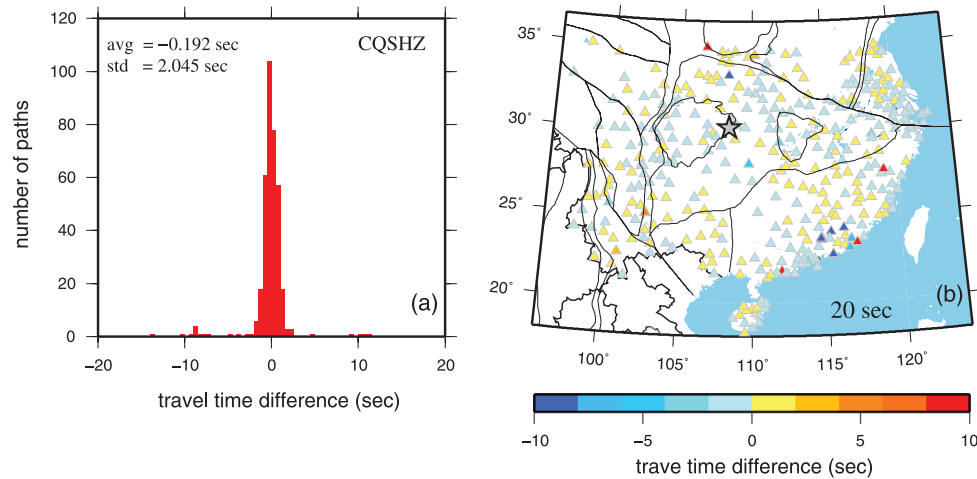 avg = −0.192 sec
std = 2.045 sec
CQSHZ
120
100
80
60
40
20
0
number of paths
(a)
−20
−10
0
10
20
travel time difference (sec)
35˚
30˚
25˚
20˚
20 sec
(b)
100˚
105˚
110˚
115˚
120˚
−10
−5
0
5
10
trave time difference (sec)